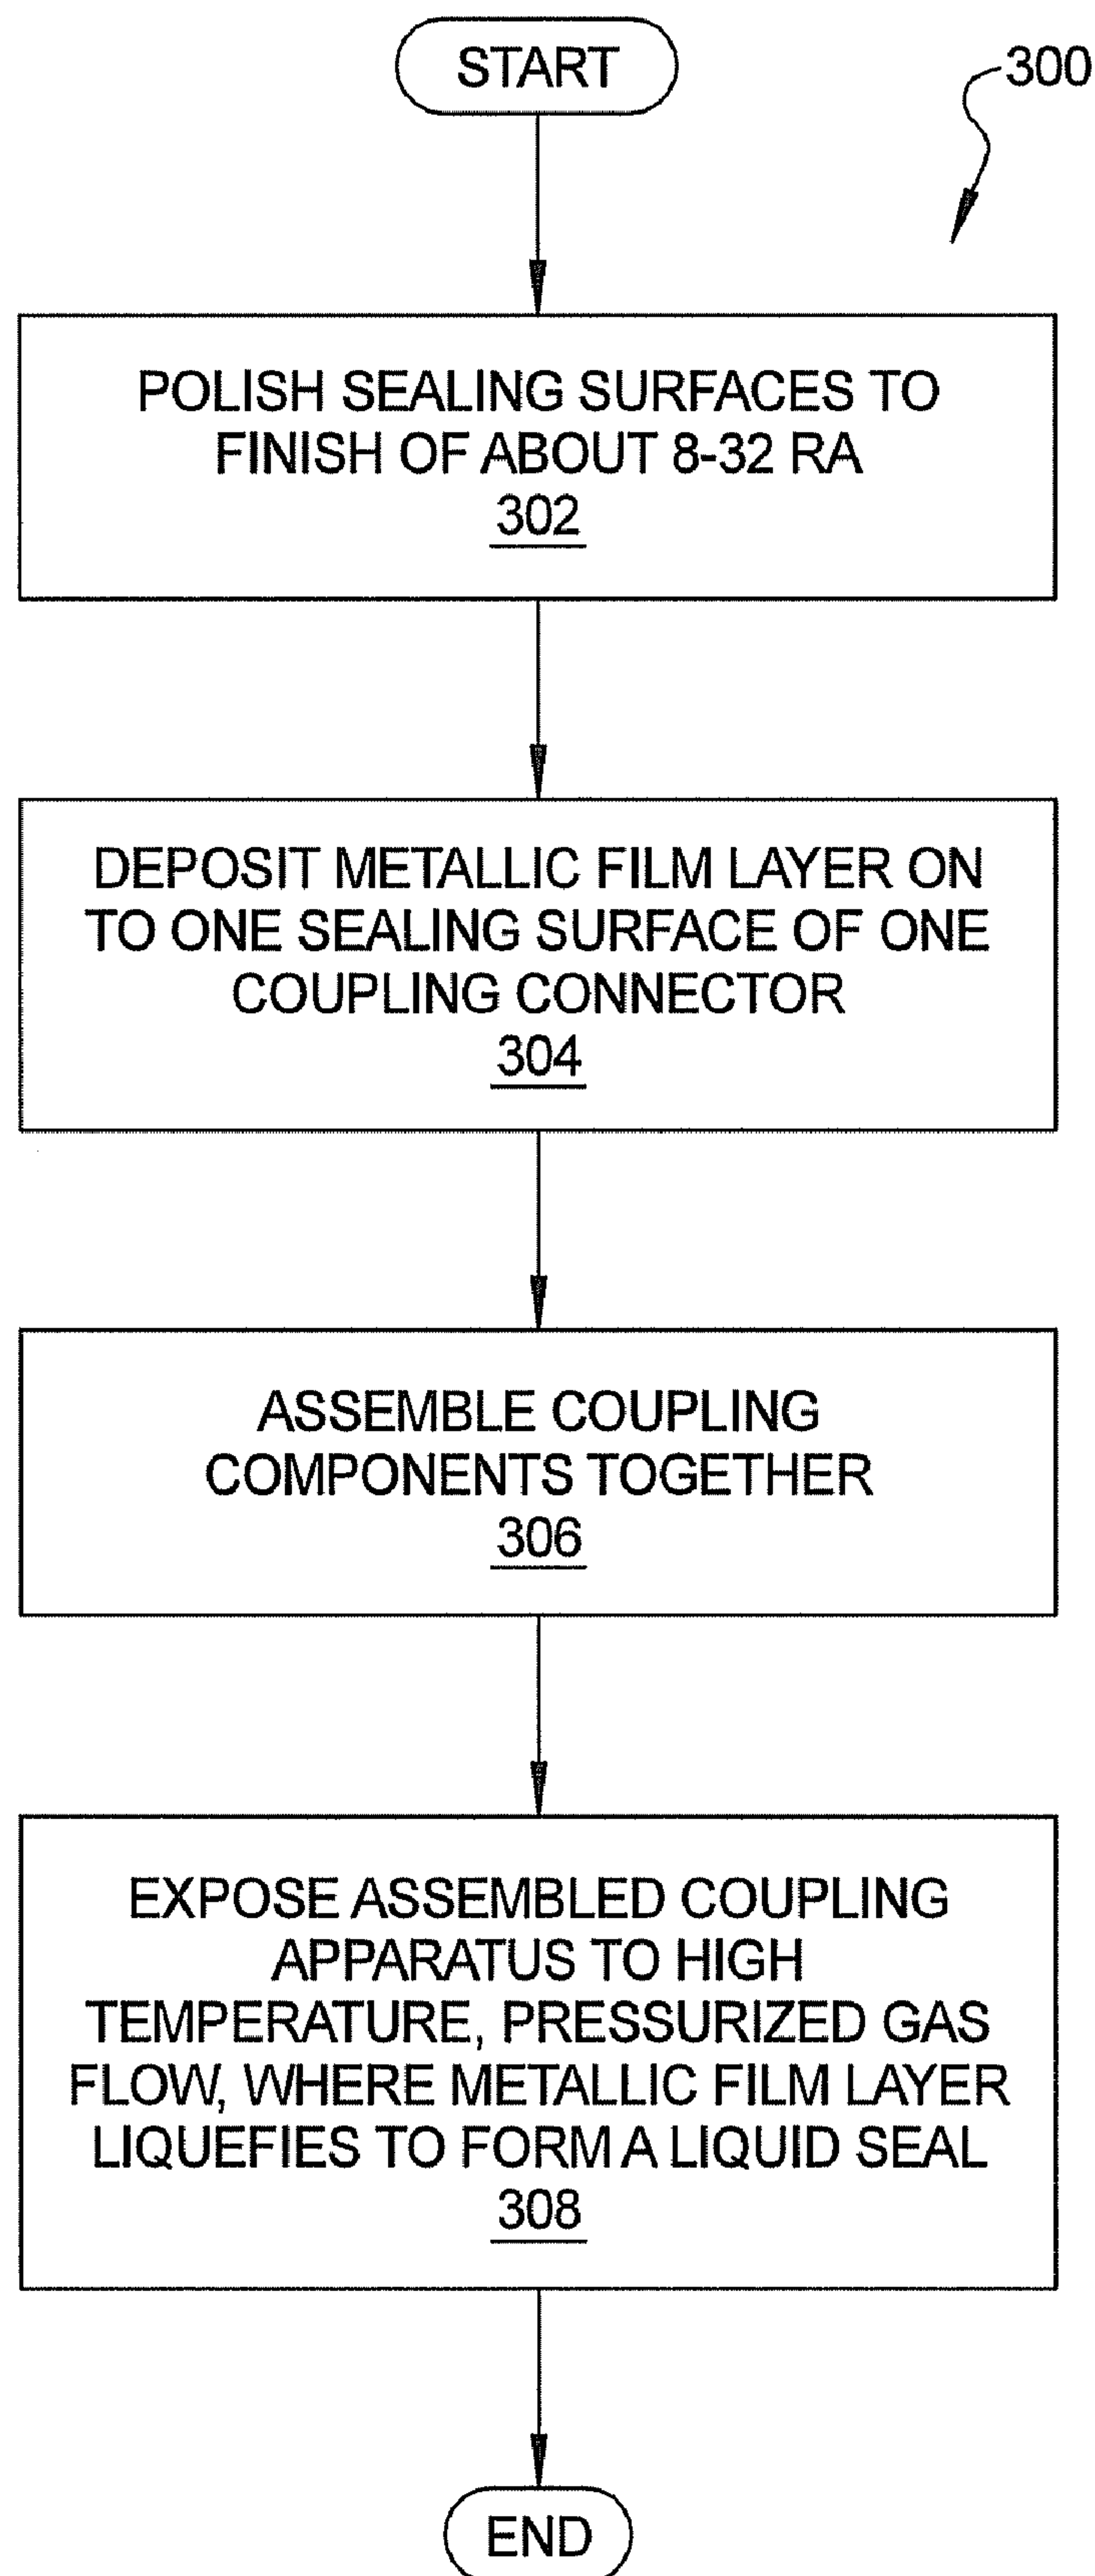 START
300
POLISH SEALING SURFACES TO
FINISH OF ABOUT 8-32 RA
302
DEPOSIT METALLIC FILM LAYER ON
TO ONE SEALING SURFACE OF ONE
COUPLING CONNECTOR
304
ASSEMBLE COUPLING
COMPONENTS TOGETHER
306
EXPOSE ASSEMBLED COUPLING
APPARATUS TO HIGH
TEMPERATURE, PRESSURIZED GAS
FLOW, WHERE METALLIC FILM LAYER
LIQUEFIES TO FORM A LIQUID SEAL
308
END